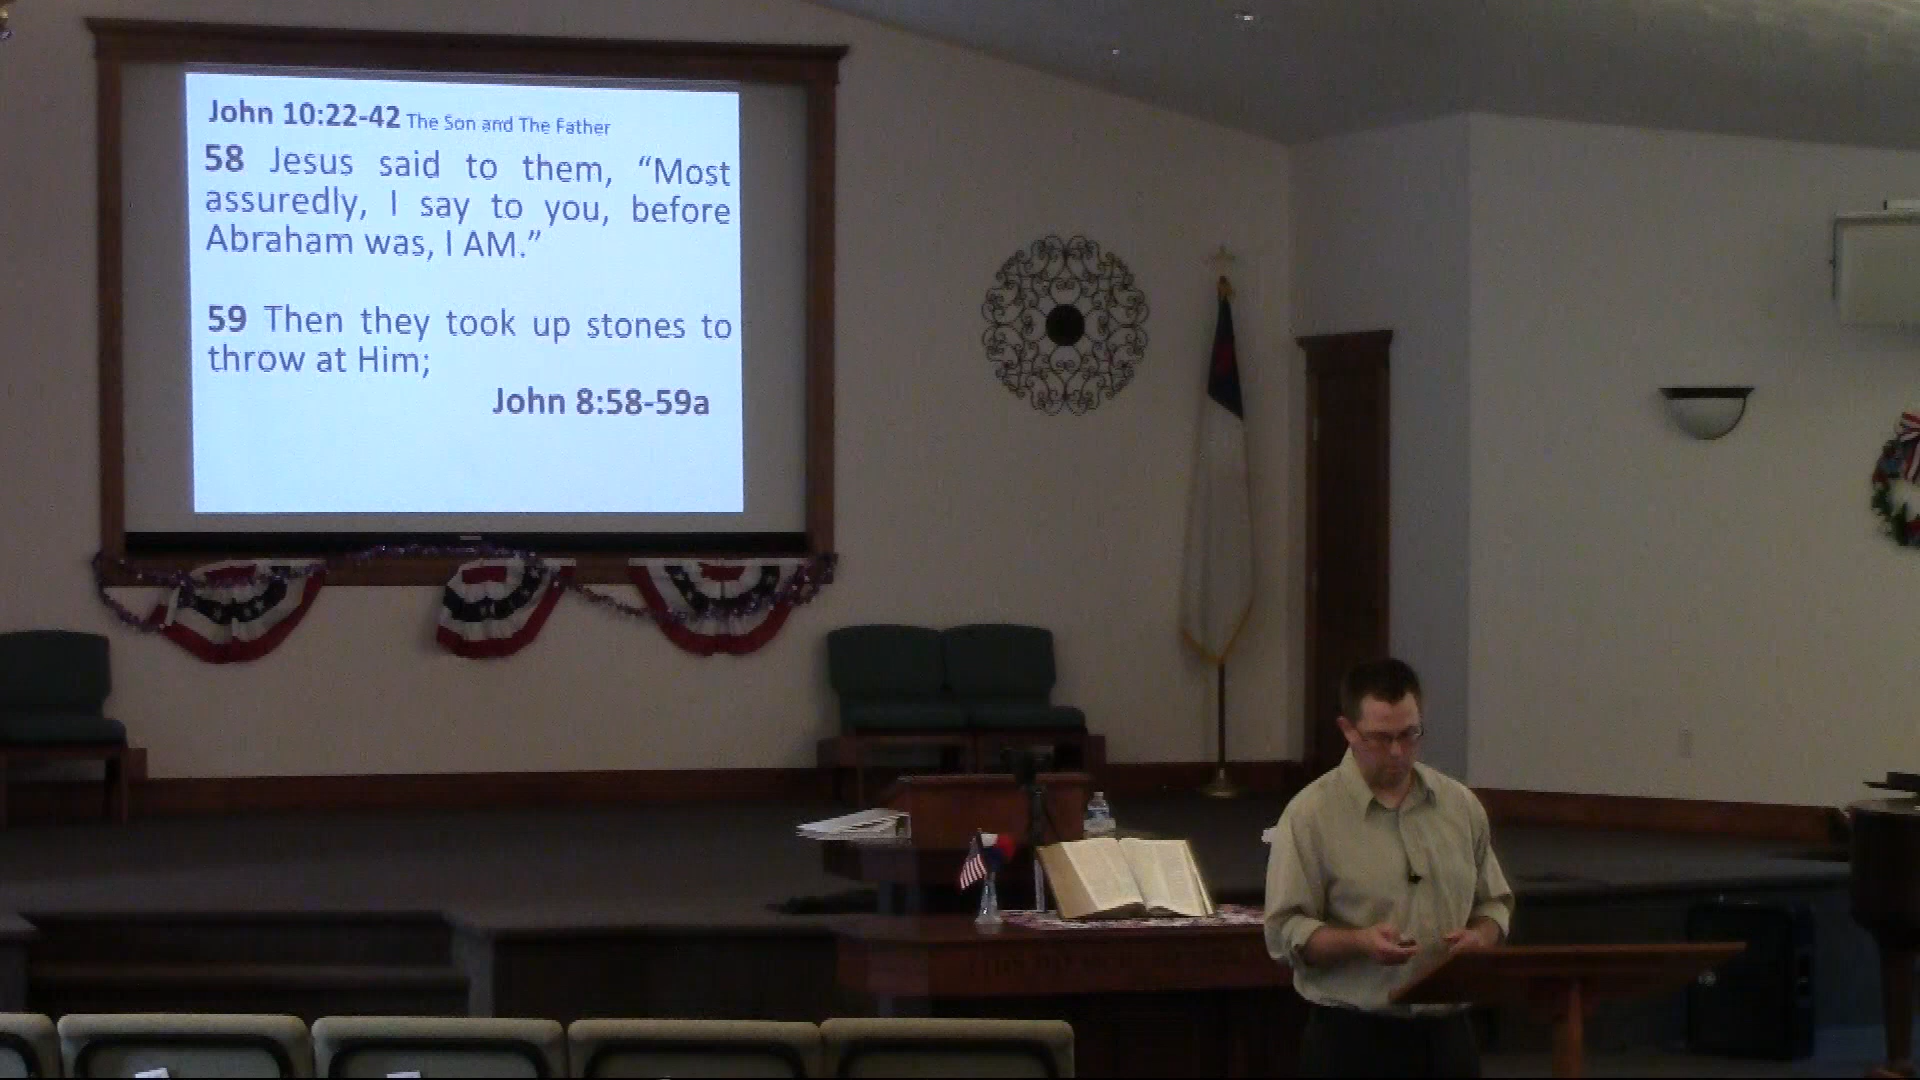 John 10:22-42 The Son and The Father
58 Jesus said to them, “Most
assuredly, I say to you, before
Abraham was, I AM.”
59 Then they took up stones to
throw at Him;
John 8:58-59a